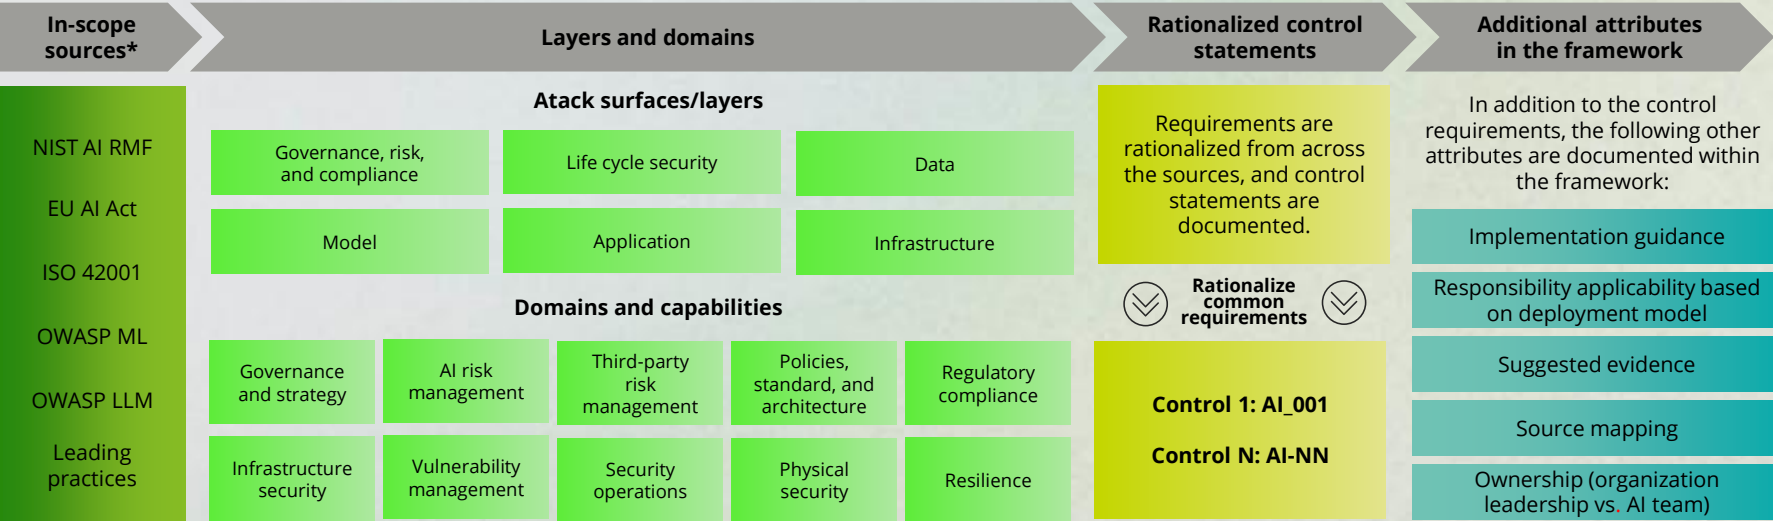 In-scope
sources*
Layers and domains
Rationalized control
statements
Additional attributes
in the framework
NIST AI RMF
EU AI Act
ISO 42001
OWASP ML
OWASP LLM
Leading
practices
Atack surfaces/layers
Governance, risk,
and compliance
Life cycle security
Data
Model
Application
Infrastructure
Domains and capabilities
Governance
and strategy
AI risk
management
Third-party
risk
management
Policies,
standard, and
architecture
Regulatory
compliance
Infrastructure
security
Vulnerability
management
Security
operations
Physical
security
Resilience
Requirements are
rationalized from across
the sources, and control
statements are
documented.
Rationalize
common
requirements
Control 1: AI_001
Control N: AI-NN
In addition to the control
requirements, the following other
attributes are documented within
the framework:
Implementation guidance
Responsibility applicability based
on deployment model
Suggested evidence
Source mapping
Ownership (organization
leadership vs. AI team)